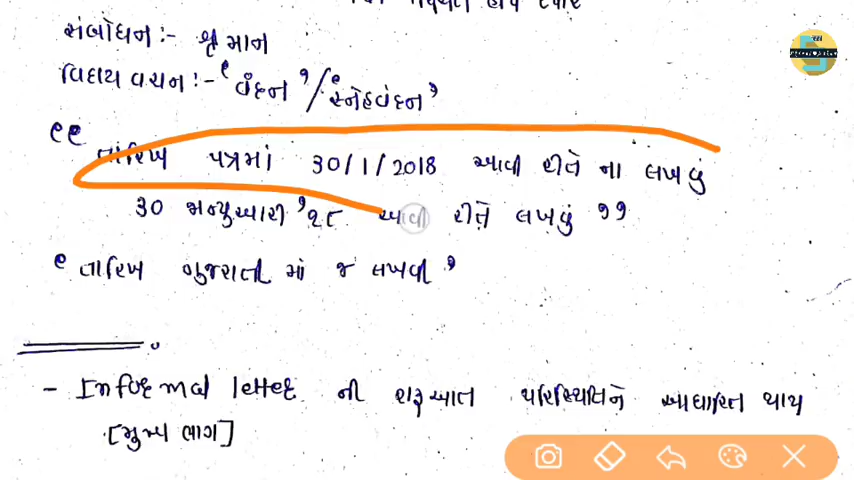 સંબોધન :- શ્રીમાન
વિદાય વચન :- 'વંદન' / 'સ્નેહવંદન'
"તારિખ પત્રમાં 30/1/2018 આવી રીતે ના લખવું
૩૦ જાન્યુઆરી '૧૮ આવી રીતે લખવું"
'તારિખ ગુજરાતી માં જ લખવી'
- Informal letter ની શરૂઆત પરિસ્થિતિને આધારિત થાય
[મુખ્ય ભાગ]